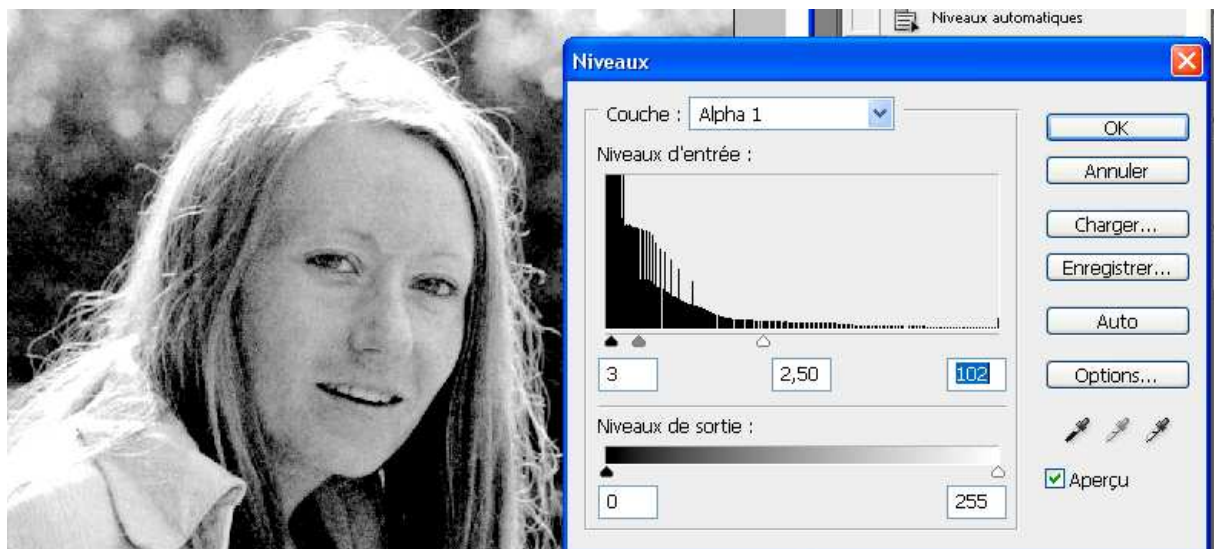 Niveaux automatiques
Niveaux
Couche : Alpha 1
OK
Niveaux d'entrée :
Annuler
Charger...
Enregistrer...
Auto
3 2,50 102
Options...
Niveaux de sortie :
Aperçu
0 255